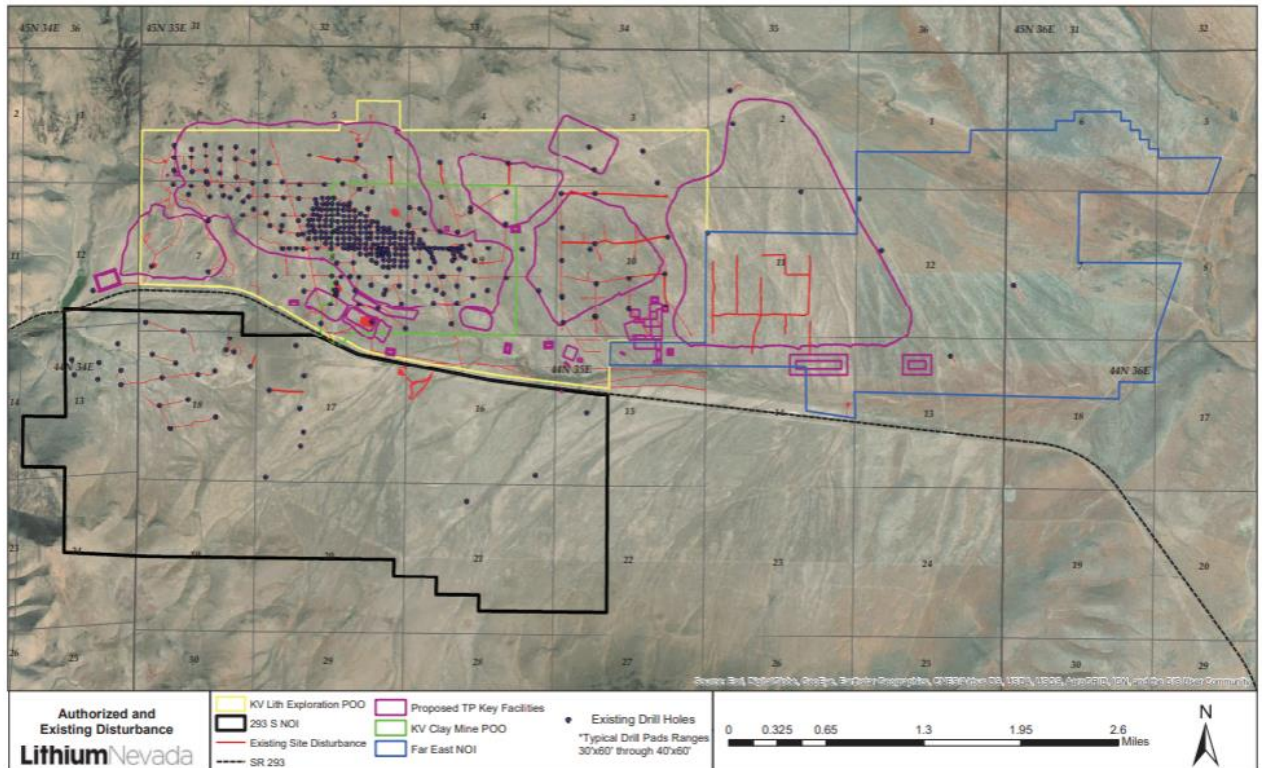 45N 34E 36 45N 35E 31 32 33 34 35 36 45N 36E 31 32
2 1 5 4 3 2 1 6 5
11 12 7 9 10 11 12 7
44N 34E 44N 35E 44N 36E
14 13 18 17 16 15 14 13 18 17
23 24 19 20 21 22 23 24 19 20
26 25 30 29 28 27 25 30 29
Authorized and
Existing Disturbance
LithiumNevada
KV Lith Exploration POO
293 S NOI
Existing Site Disturbance
SR 293
Proposed TP Key Facilities
KV Clay Mine POO
Far East NOI
Existing Drill Holes
*Typical Drill Pads Ranges
30'x60' through 40'x60'
0 0.325 0.65 1.3 1.95 2.6
Miles
N